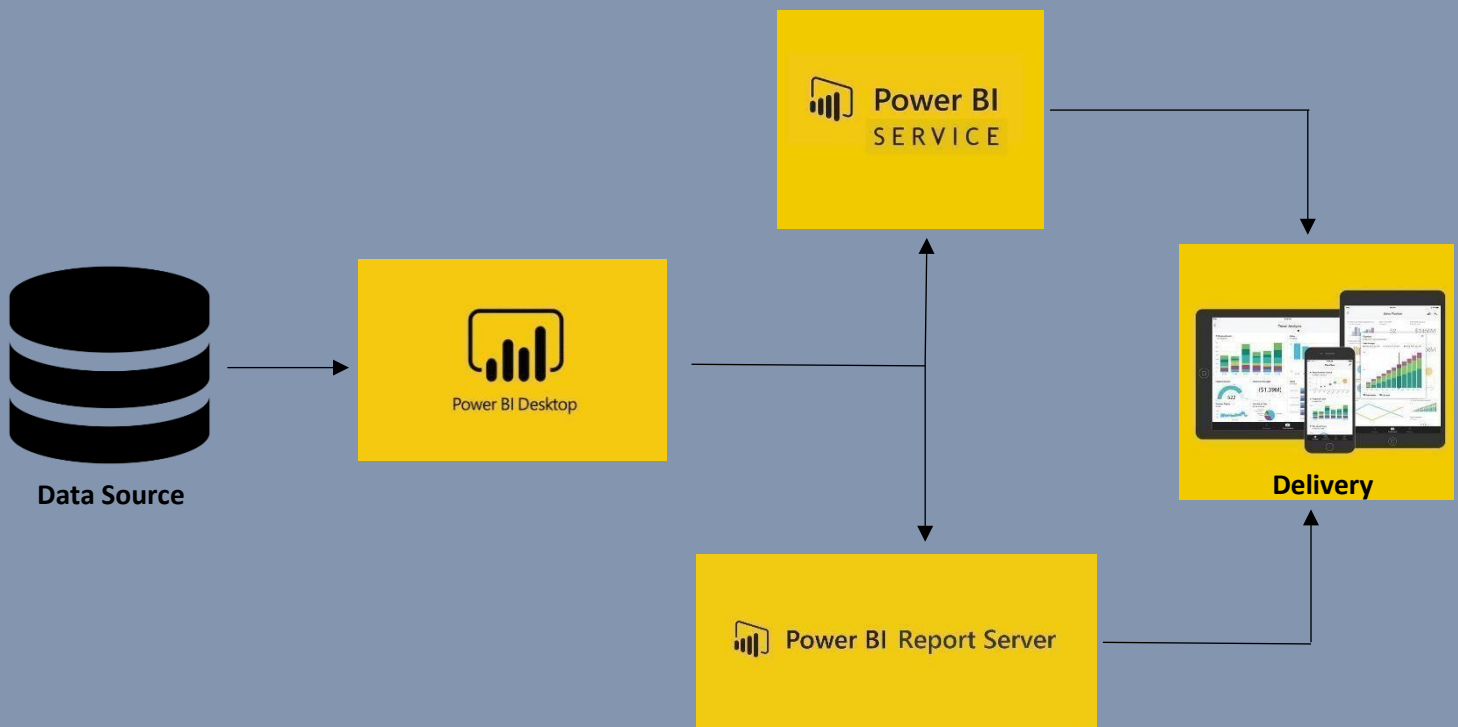 Power BI
SERVICE
Power BI Desktop
Data Source
Delivery
Power BI Report Server